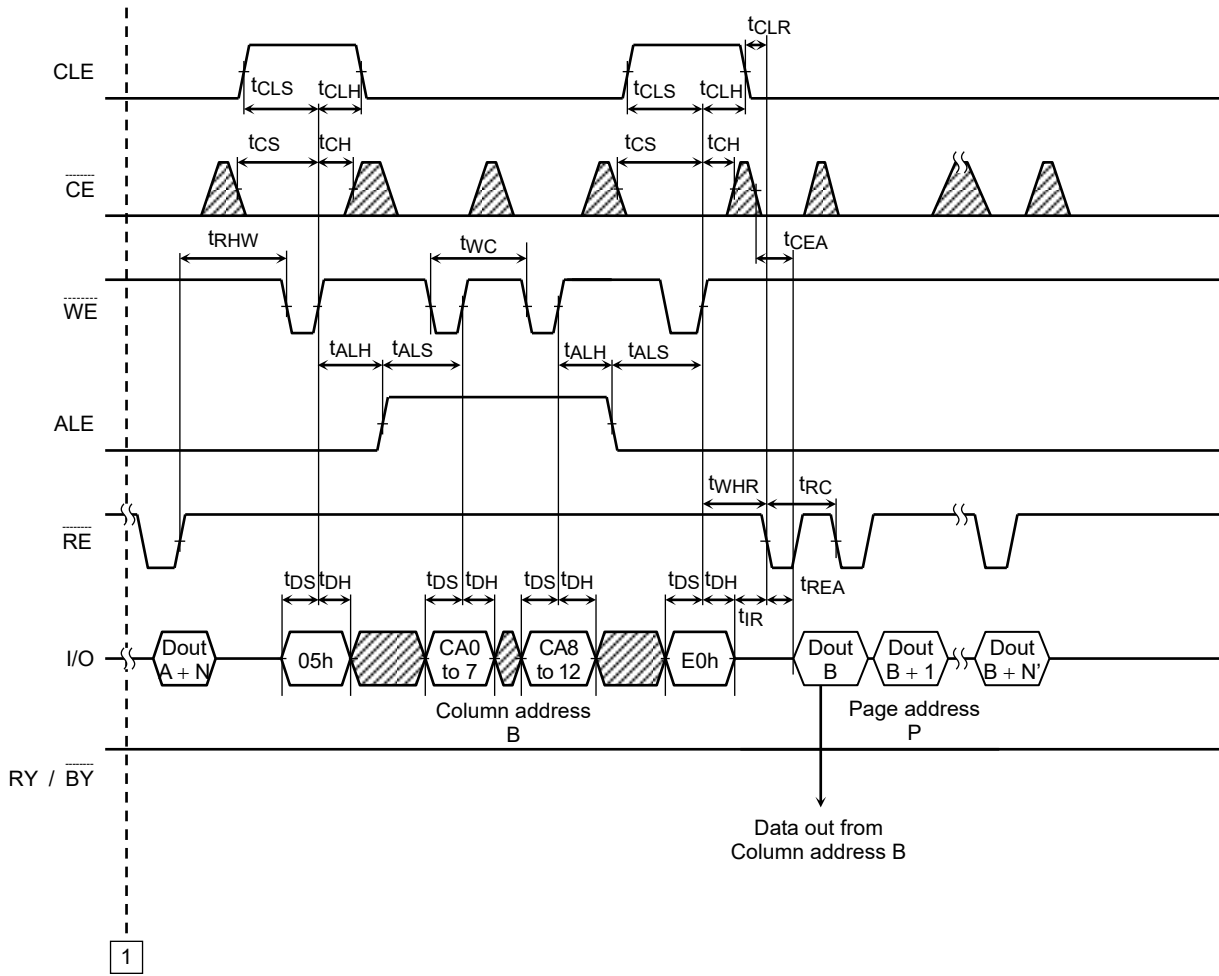 tCLR
CLE
tCLS
tCLH
tCLS
tCLH
tCS
tCH
tCS
tCH
CE
tCEA
tRHW
tWC
WE
tALH
tALS
tALH
tALS
ALE
tWHR
tRC
RE
tDS
tDH
tDS
tDH
tDS
tDH
tDS
tDH
tIR
tREA
I/O
Dout
A + N
05h
CA0
to 7
CA8
to 12
E0h
Dout
B
Dout
B + 1
Dout
B + N’
Column address
B
Page address
P
RY / BY
Data out from
Column address B
1